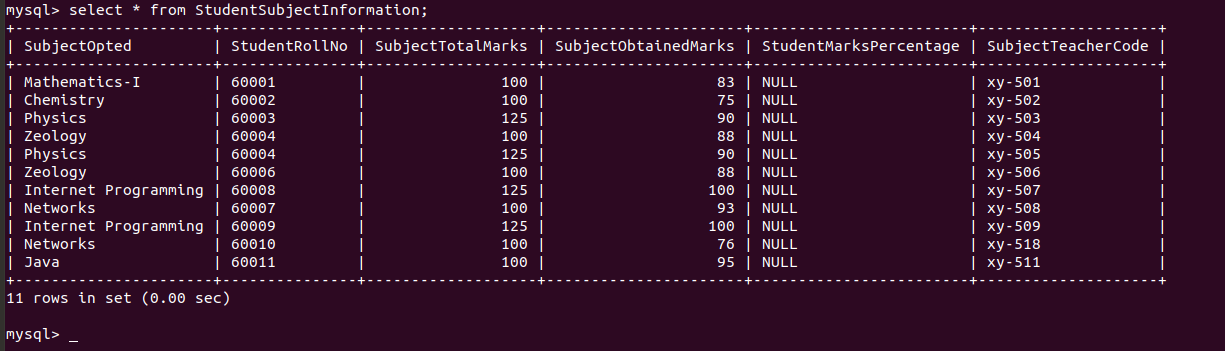 mysql> select * from StudentSubjectInformation;
+----------------------+---------------+-------------------+----------------------+------------------------+--------------------+
| SubjectOpted         | StudentRollNo | SubjectTotalMarks | SubjectObtainedMarks | StudentMarksPercentage | SubjectTeacherCode |
+----------------------+---------------+-------------------+----------------------+------------------------+--------------------+
| Mathematics-I        | 60001         |               100 |                   83 | NULL                   | xy-501             |
| Chemistry            | 60002         |               100 |                   75 | NULL                   | xy-502             |
| Physics              | 60003         |               125 |                   90 | NULL                   | xy-503             |
| Zeology              | 60004         |               100 |                   88 | NULL                   | xy-504             |
| Physics              | 60004         |               125 |                   90 | NULL                   | xy-505             |
| Zeology              | 60006         |               100 |                   88 | NULL                   | xy-506             |
| Internet Programming | 60008         |               125 |                  100 | NULL                   | xy-507             |
| Networks             | 60007         |               100 |                   93 | NULL                   | xy-508             |
| Internet Programming | 60009         |               125 |                  100 | NULL                   | xy-509             |
| Networks             | 60010         |               100 |                   76 | NULL                   | xy-518             |
| Java                 | 60011         |               100 |                   95 | NULL                   | xy-511             |
+----------------------+---------------+-------------------+----------------------+------------------------+--------------------+
11 rows in set (0.00 sec)
mysql> _